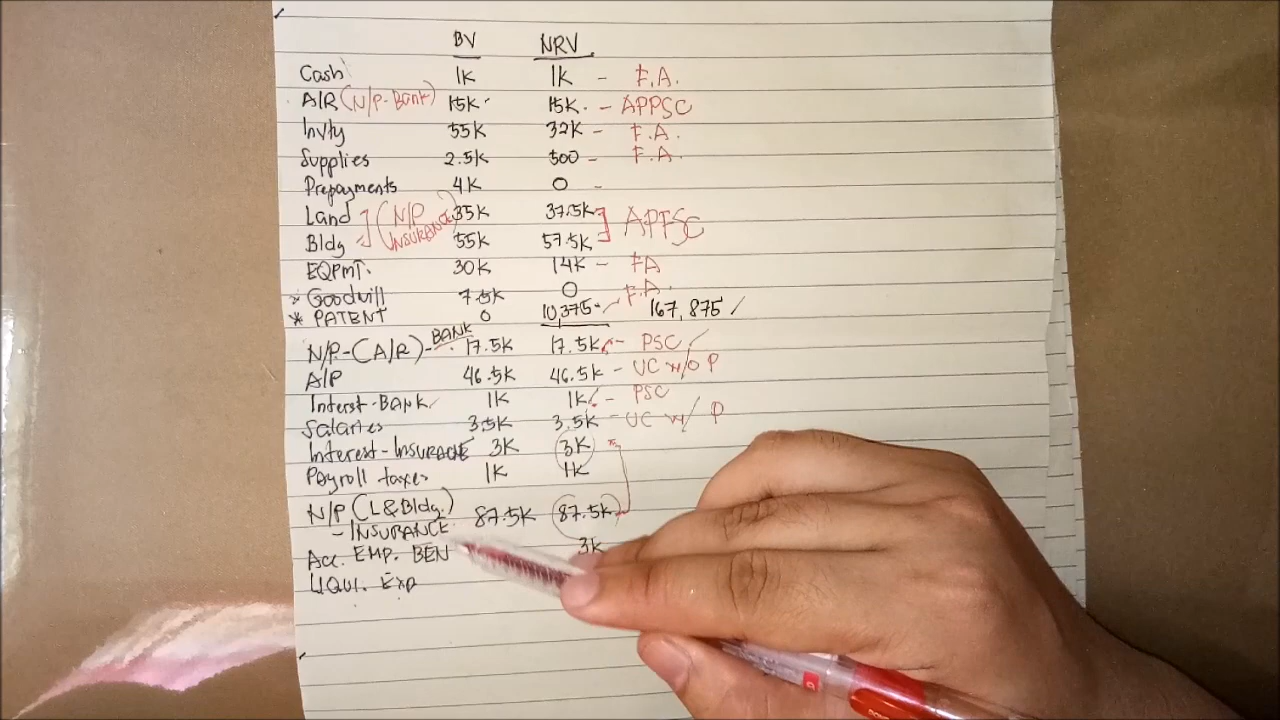 BV NRV
Cash 1K 1K - F.A.
A/R (N/P-Bank) 15K 15K - APPSC
Invty 55K 32K - F.A.
Supplies 2.5K 500 - F.A.
Prepayments 4K 0 -
Land ] (N/P INSURANCE) 35K 37.5K ] APFSC
Bldg 55K 57.5K
EQPMT. 30K 14K - FA
* Goodwill 7.5K 0 F.A.
* PATENT 0 10,375 - 167,875 /
N/P-(A/R)-BANK 17.5K 17.5K - PSC
A/P 46.5K 46.5K - UC w/o P
Interst-BANK 1K 1K - PSC
Salaries 3.5K 3.5K - UC w/ P
Interest-INSURANCE 3K 3K
Payroll taxes 1K 1K
N/P (L&Bldg.) 87.5K 87.5K
- INSURANCE
Acc. EMP. BEN 3K
LIQUI. Exp